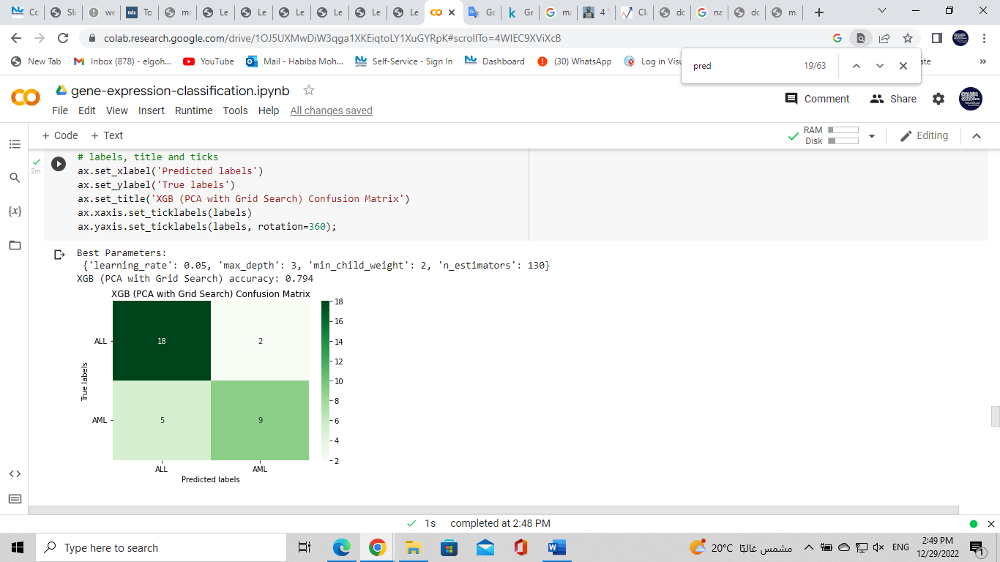 Cc
Sli
we
tds To
mo
Le
Le
Le
Le
Le
Le
Gc
k Ge
ma
4 T
Cl
do
na
do
m
colab.research.google.com/drive/1OJ5UXMwDiW3qga1XKEiqtoLY1XuGYRpK#scrollTo=4WIEC9XViXcB
New Tab
Inbox (878) - elgoh...
YouTube
Mail - Habiba Moh...
Self-Service - Sign In
Dashboard
(30) WhatsApp
Log in Visu
ate
»
pred 19/63
gene-expression-classification.ipynb
Comment
Share
File Edit View Insert Runtime Tools Help All changes saved
+ Code + Text
RAM
Disk
Editing
2m
# labels, title and ticks
ax.set_xlabel('Predicted labels')
ax.set_ylabel('True labels')
ax.set_title('XGB (PCA with Grid Search) Confusion Matrix')
ax.xaxis.set_ticklabels(labels)
ax.yaxis.set_ticklabels(labels, rotation=360);
{x}
Best Parameters:
{'learning_rate': 0.05, 'max_depth': 3, 'min_child_weight': 2, 'n_estimators': 130}
XGB (PCA with Grid Search) accuracy: 0.794
XGB (PCA with Grid Search) Confusion Matrix
True labels
ALL 18 2
AML 5 9
ALL AML
Predicted labels
18
16
14
12
10
8
6
4
2
1s completed at 2:48 PM
Type here to search
20°C مشمس غالبًا
ENG
2:49 PM
12/29/2022
1